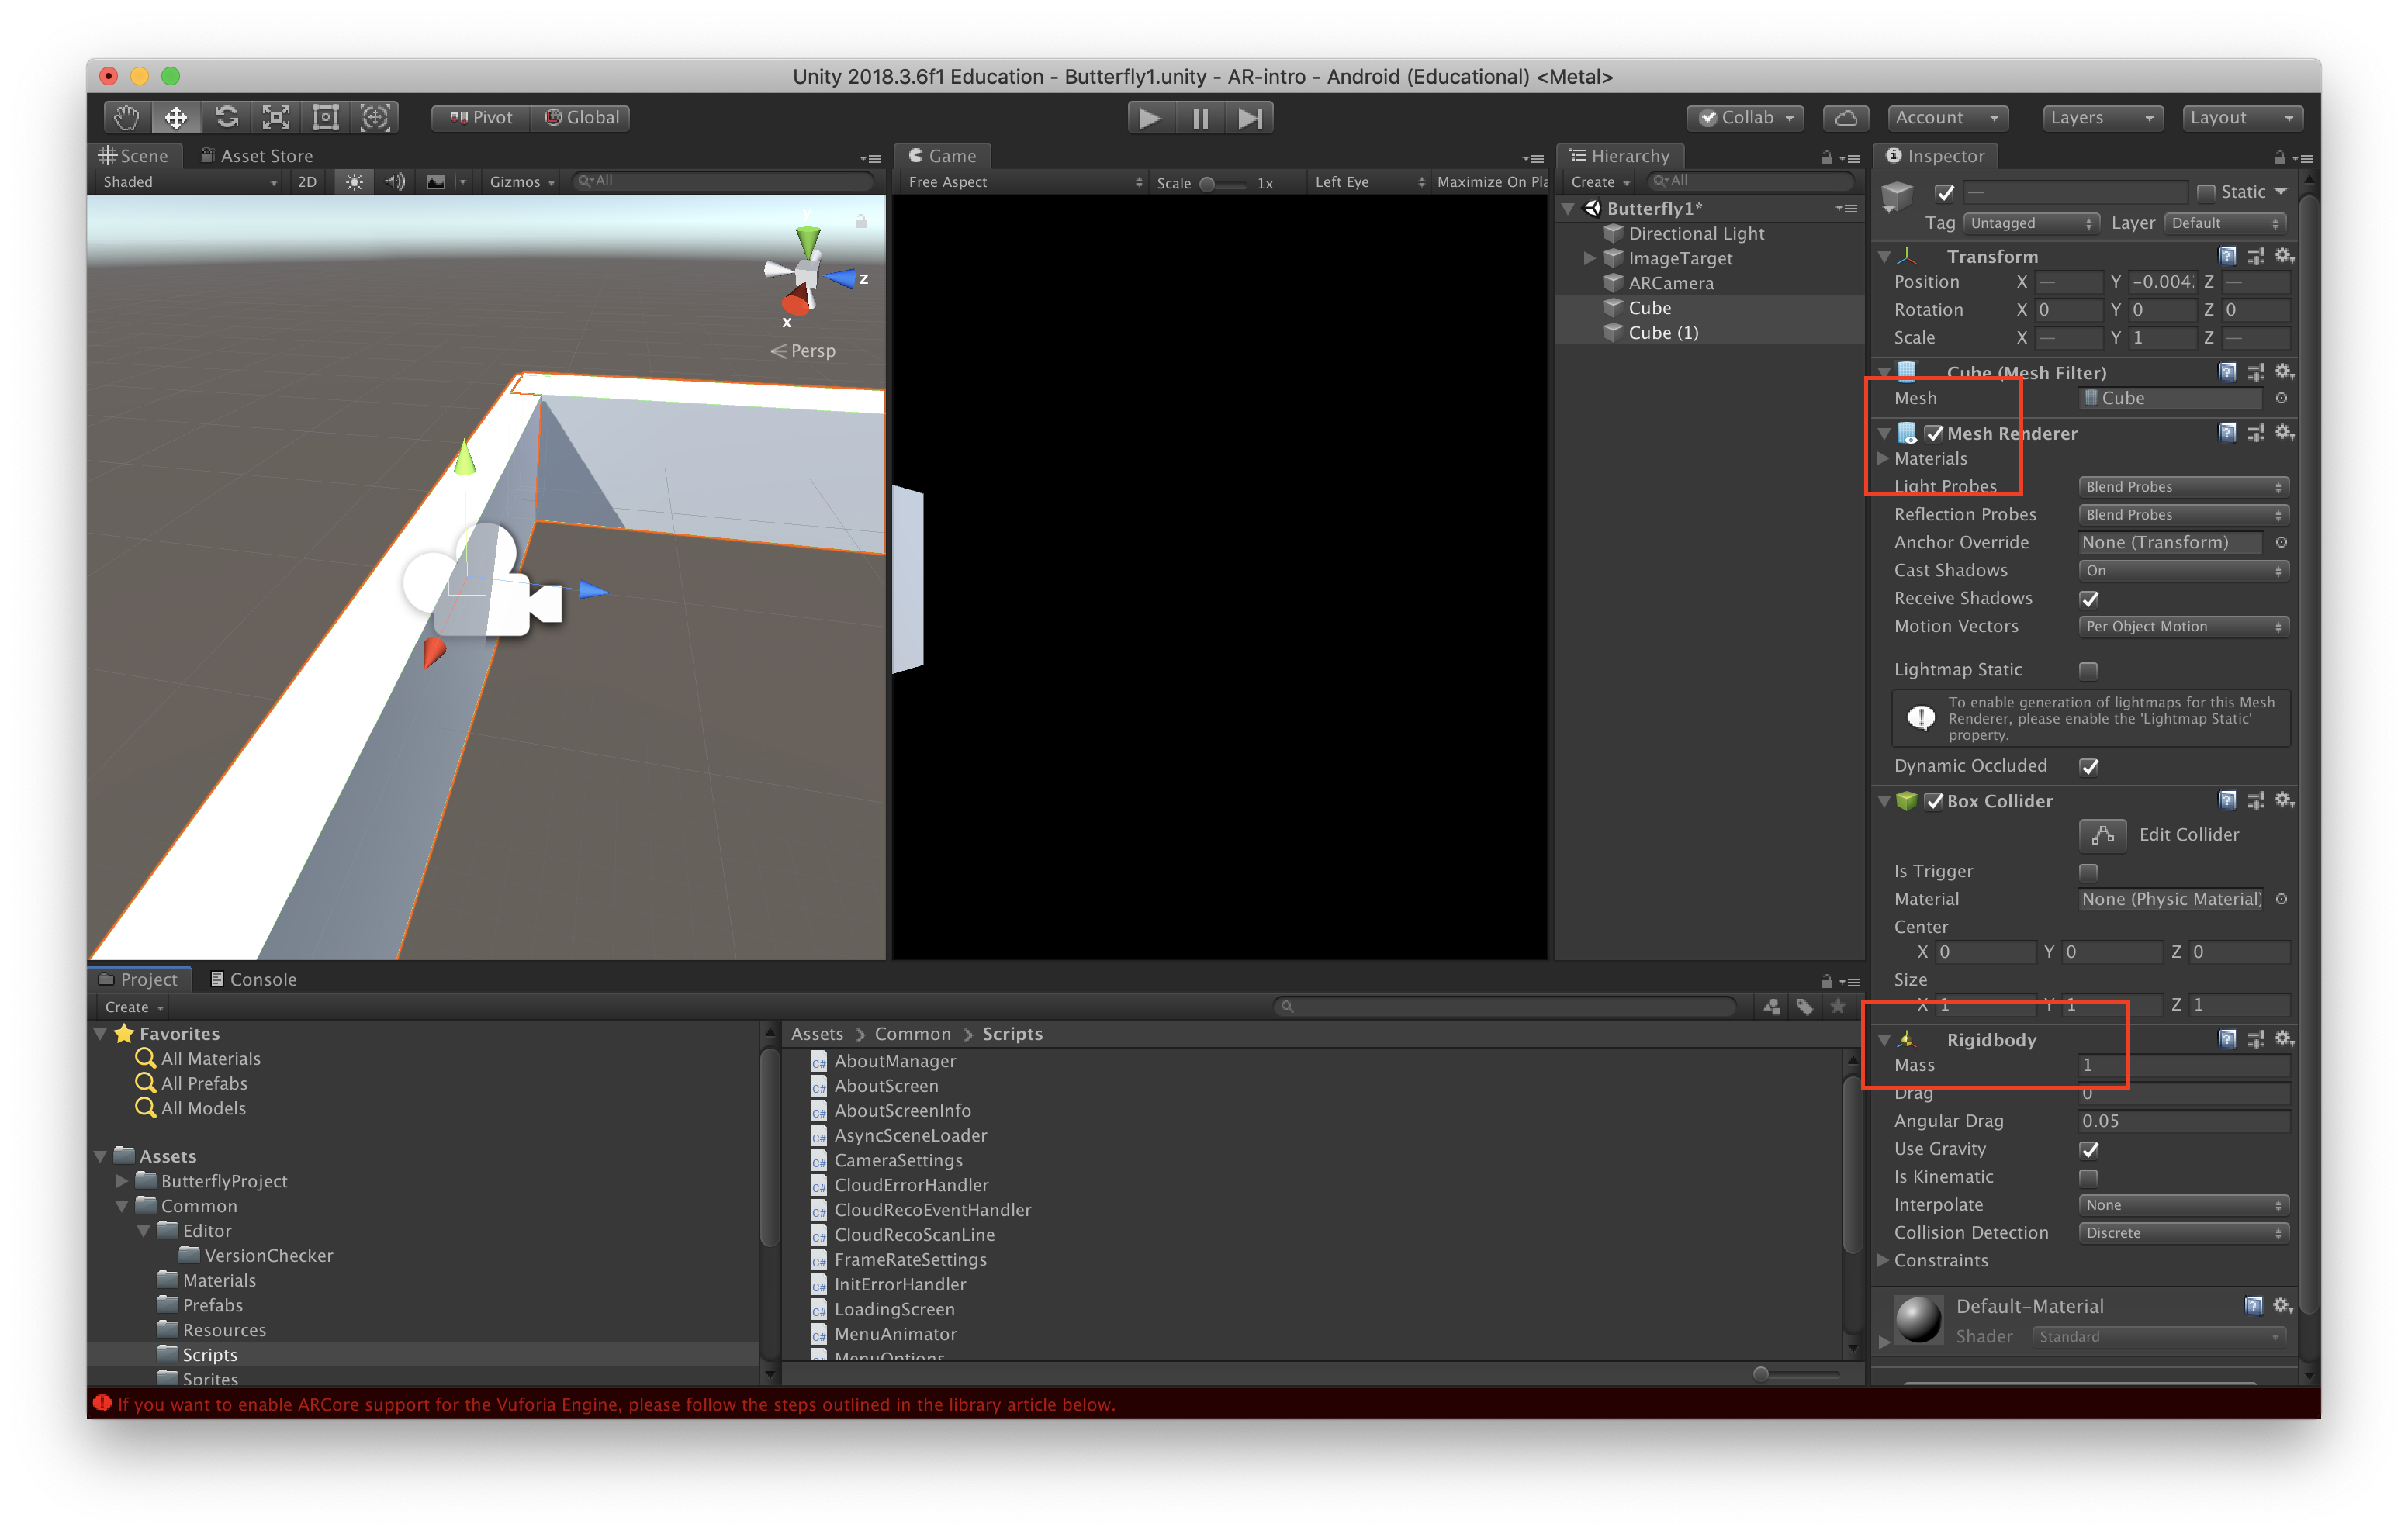 Unity 2018.3.6f1 Education - Butterfly1.unity - AR-intro - Android (Educational) <Metal>
Pivot Global Collab Account Layers Layout
Scene Asset Store
Shaded 2D Gizmos All
y
z
x
Persp
Game
Free Aspect Scale 1x Left Eye Maximize On Pla
Hierarchy
Create All
Butterfly1*
Directional Light
ImageTarget
ARCamera
Cube
Cube (1)
Inspector
— Static
Tag Untagged Layer Default
Transform
Position X — Y -0.004 Z —
Rotation X 0 Y 0 Z 0
Scale X — Y 1 Z —
Cube (Mesh Filter)
Mesh Cube
Mesh Renderer
Materials
Light Probes Blend Probes
Reflection Probes Blend Probes
Anchor Override None (Transform)
Cast Shadows On
Receive Shadows
Motion Vectors Per Object Motion
Lightmap Static
To enable generation of lightmaps for this Mesh
Renderer, please enable the 'Lightmap Static'
property.
Dynamic Occluded
Box Collider
Edit Collider
Is Trigger
Material None (Physic Material)
Center
X 0 Y 0 Z 0
Size
X 1 Y 1 Z 1
Rigidbody
Mass 1
Drag 0
Angular Drag 0.05
Use Gravity
Is Kinematic
Interpolate None
Collision Detection Discrete
Constraints
Default-Material
Shader Standard
Project Console
Create
Favorites
All Materials
All Prefabs
All Models
Assets
ButterflyProject
Common
Editor
VersionChecker
Materials
Prefabs
Resources
Scripts
Sprites
Assets > Common > Scripts
C# AboutManager
C# AboutScreen
C# AboutScreenInfo
C# AsyncSceneLoader
C# CameraSettings
C# CloudErrorHandler
C# CloudRecoEventHandler
C# CloudRecoScanLine
C# FrameRateSettings
C# InitErrorHandler
C# LoadingScreen
C# MenuAnimator
MenuOptions
If you want to enable ARCore support for the Vuforia Engine, please follow the steps outlined in the library article below.